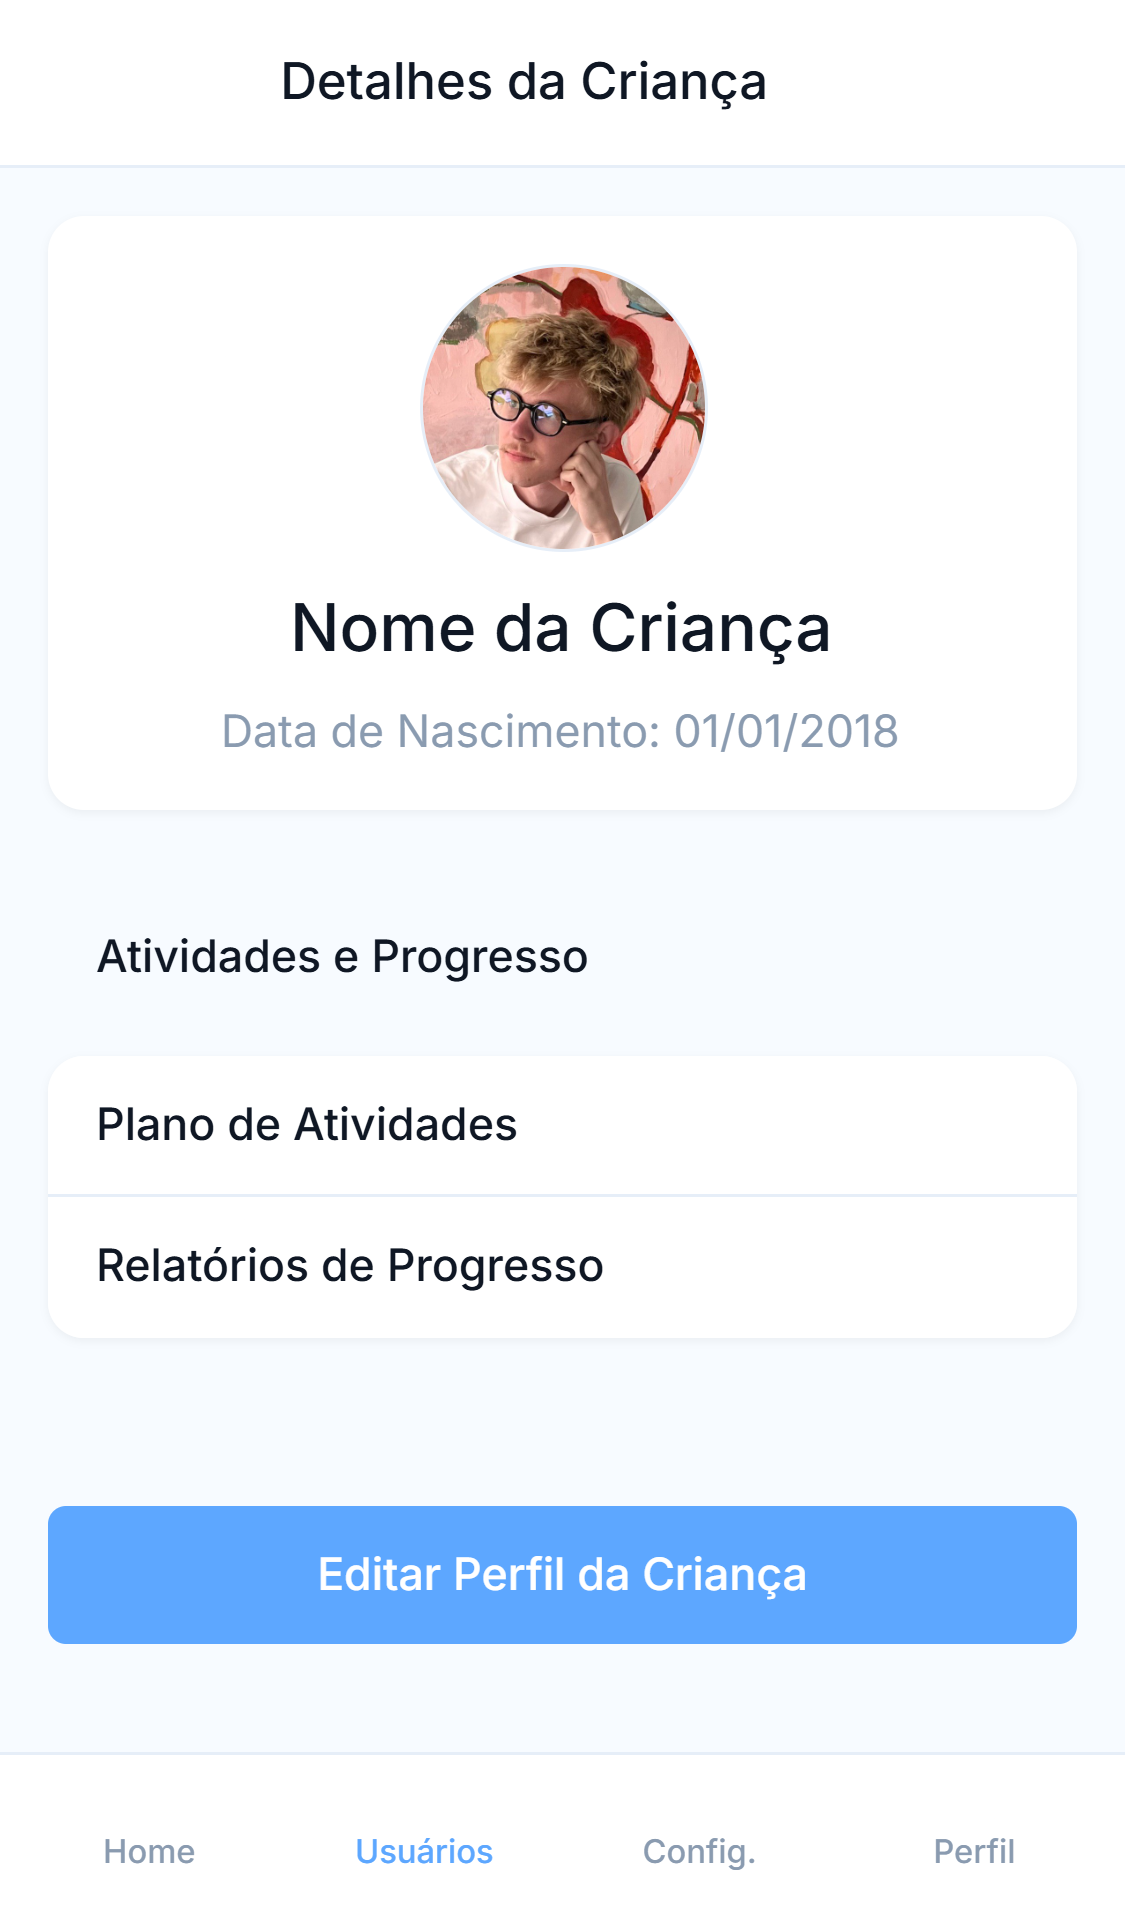 Detalhes da Criança
Nome da Criança
Data de Nascimento: 01/01/2018
Atividades e Progresso
Plano de Atividades
Relatórios de Progresso
Editar Perfil da Criança
Home
Usuários
Config.
Perfil